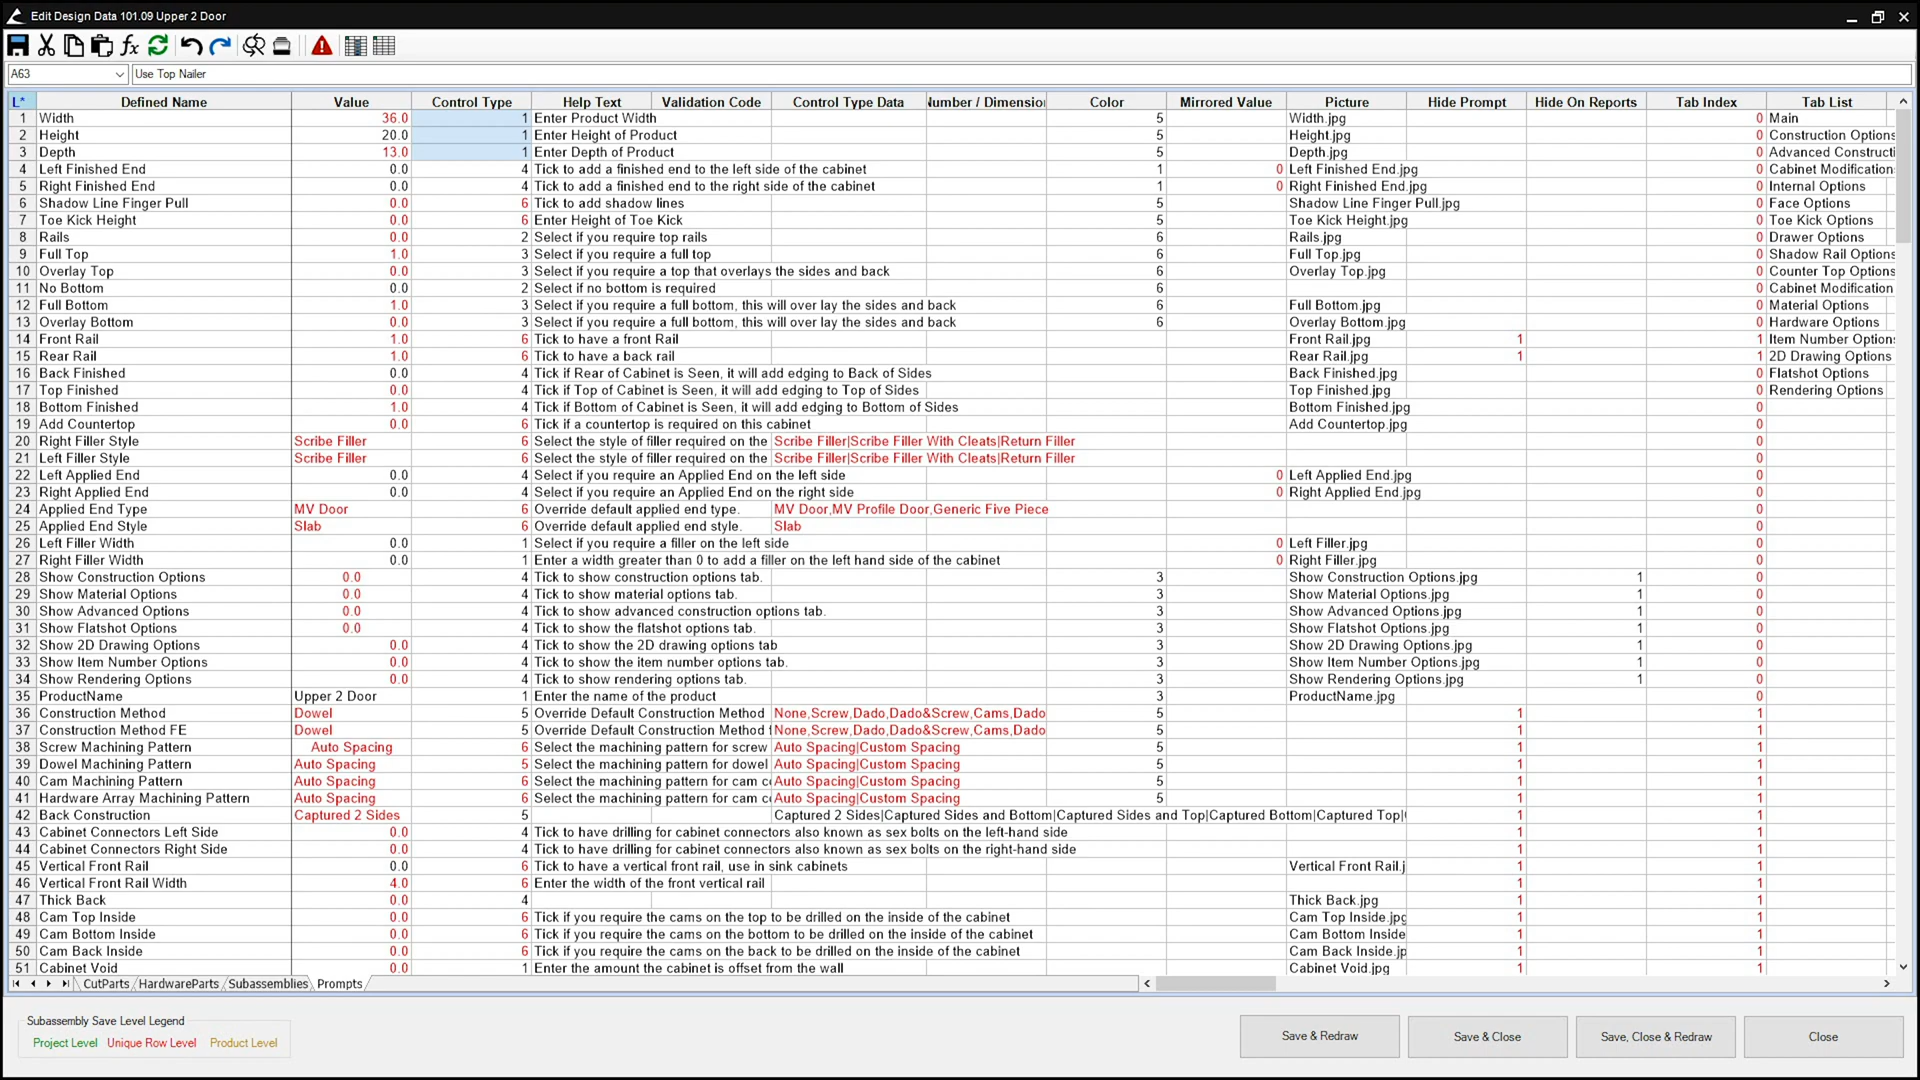 Edit Design Data 101.09 Upper 2 Door
A63 Use Top Nailer
L* Defined Name Value Control Type Help Text Validation Code Control Type Data Number / Dimension Color Mirrored Value Picture Hide Prompt Hide On Reports Tab Index Tab List
1 Width 36.0 1 Enter Product Width 5 Width.jpg 0 Main
2 Height 20.0 1 Enter Height of Product 5 Height.jpg 0 Construction Options
3 Depth 13.0 1 Enter Depth of Product 5 Depth.jpg 0 Advanced Constructi
4 Left Finished End 0.0 4 Tick to add a finished end to the left side of the cabinet 1 0 Left Finished End.jpg 0 Cabinet Modification
5 Right Finished End 0.0 4 Tick to add a finished end to the right side of the cabinet 1 0 Right Finished End.jpg 0 Internal Options
6 Shadow Line Finger Pull 0.0 6 Tick to add shadow lines 5 Shadow Line Finger Pull.jpg 0 Face Options
7 Toe Kick Height 0.0 6 Enter Height of Toe Kick 5 Toe Kick Height.jpg 0 Toe Kick Options
8 Rails 0.0 2 Select if you require top rails 6 Rails.jpg 0 Drawer Options
9 Full Top 1.0 3 Select if you require a full top 6 Full Top.jpg 0 Shadow Rail Options
10 Overlay Top 0.0 3 Select if you require a top that overlays the sides and back 6 Overlay Top.jpg 0 Counter Top Options
11 No Bottom 0.0 2 Select if no bottom is required 6 0 Cabinet Modification
12 Full Bottom 1.0 3 Select if you require a full bottom, this will over lay the sides and back 6 Full Bottom.jpg 0 Material Options
13 Overlay Bottom 0.0 3 Select if you require a full bottom, this will over lay the sides and back 6 Overlay Bottom.jpg 0 Hardware Options
14 Front Rail 1.0 6 Tick to have a front Rail Front Rail.jpg 1 1 Item Number Option
15 Rear Rail 1.0 6 Tick to have a back rail Rear Rail.jpg 1 1 2D Drawing Options
16 Back Finished 0.0 4 Tick if Rear of Cabinet is Seen, it will add edging to Back of Sides Back Finished.jpg 0 Flatshot Options
17 Top Finished 0.0 4 Tick if Top of Cabinet is Seen, it will add edging to Top of Sides Top Finished.jpg 0 Rendering Options
18 Bottom Finished 1.0 4 Tick if Bottom of Cabinet is Seen, it will add edging to Bottom of Sides Bottom Finished.jpg 0
19 Add Countertop 0.0 6 Tick if a countertop is required on this cabinet Add Countertop.jpg 0
20 Right Filler Style Scribe Filler 6 Select the style of filler required on the Scribe Filler|Scribe Filler With Cleats|Return Filler 0
21 Left Filler Style Scribe Filler 6 Select the style of filler required on the Scribe Filler|Scribe Filler With Cleats|Return Filler 0
22 Left Applied End 0.0 4 Select if you require an Applied End on the left side 0 Left Applied End.jpg 0
23 Right Applied End 0.0 4 Select if you require an Applied End on the right side 0 Right Applied End.jpg 0
24 Applied End Type MV Door 6 Override default applied end type. MV Door,MV Profile Door,Generic Five Piece 0
25 Applied End Style Slab 6 Override default applied end style. Slab 0
26 Left Filler Width 0.0 1 Select if you require a filler on the left side 0 Left Filler.jpg 0
27 Right Filler Width 0.0 1 Enter a width greater than 0 to add a filler on the left hand side of the cabinet 0 Right Filler.jpg 0
28 Show Construction Options 0.0 4 Tick to show construction options tab. 3 Show Construction Options.jpg 1 0
29 Show Material Options 0.0 4 Tick to show material options tab. 3 Show Material Options.jpg 1 0
30 Show Advanced Options 0.0 4 Tick to show advanced construction options tab. 3 Show Advanced Options.jpg 1 0
31 Show Flatshot Options 0.0 4 Tick to show the flatshot options tab. 3 Show Flatshot Options.jpg 1 0
32 Show 2D Drawing Options 0.0 4 Tick to show the 2D drawing options tab 3 Show 2D Drawing Options.jpg 1 0
33 Show Item Number Options 0.0 4 Tick to show the item number options tab. 3 Show Item Number Options.jpg 1 0
34 Show Rendering Options 0.0 4 Tick to show rendering options tab. 3 Show Rendering Options.jpg 1 0
35 ProductName Upper 2 Door 1 Enter the name of the product 3 ProductName.jpg 0
36 Construction Method Dowel 5 Override Default Construction Method None,Screw,Dado,Dado&Screw,Cams,Dado 5 1 1
37 Construction Method FE Dowel 5 Override Default Construction Method None,Screw,Dado,Dado&Screw,Cams,Dado 5 1 1
38 Screw Machining Pattern Auto Spacing 6 Select the machining pattern for screw Auto Spacing|Custom Spacing 5 1 1
39 Dowel Machining Pattern Auto Spacing 5 Select the machining pattern for dowel Auto Spacing|Custom Spacing 5 1 1
40 Cam Machining Pattern Auto Spacing 6 Select the machining pattern for cam c Auto Spacing|Custom Spacing 5 1 1
41 Hardware Array Machining Pattern Auto Spacing 6 Select the machining pattern for cam c Auto Spacing|Custom Spacing 5 1 1
42 Back Construction Captured 2 Sides 5 Captured 2 Sides|Captured Sides and Bottom|Captured Sides and Top|Captured Bottom|Captured Top| 1 1
43 Cabinet Connectors Left Side 0.0 4 Tick to have drilling for cabinet connectors also known as sex bolts on the left-hand side 1 1
44 Cabinet Connectors Right Side 0.0 4 Tick to have drilling for cabinet connectors also known as sex bolts on the right-hand side 1 1
45 Vertical Front Rail 0.0 6 Tick to have a vertical front rail, use in sink cabinets Vertical Front Rail.j 1 1
46 Vertical Front Rail Width 4.0 6 Enter the width of the front vertical rail 1 1
47 Thick Back 0.0 4 Thick Back.jpg 1 1
48 Cam Top Inside 0.0 6 Tick if you require the cams on the top to be drilled on the inside of the cabinet Cam Top Inside.jpg 1 1
49 Cam Bottom Inside 0.0 6 Tick if you require the cams on the bottom to be drilled on the inside of the cabinet Cam Bottom Inside 1 1
50 Cam Back Inside 0.0 6 Tick if you require the cams on the back to be drilled on the inside of the cabinet Cam Back Inside.jp 1 1
51 Cabinet Void 0.0 1 Enter the amount the cabinet is offset from the wall Cabinet Void.jpg 1 1
CutParts HardwareParts Subassemblies Prompts
Subassembly Save Level Legend
Project Level Unique Row Level Product Level
Save & Redraw Save & Close Save, Close & Redraw Close